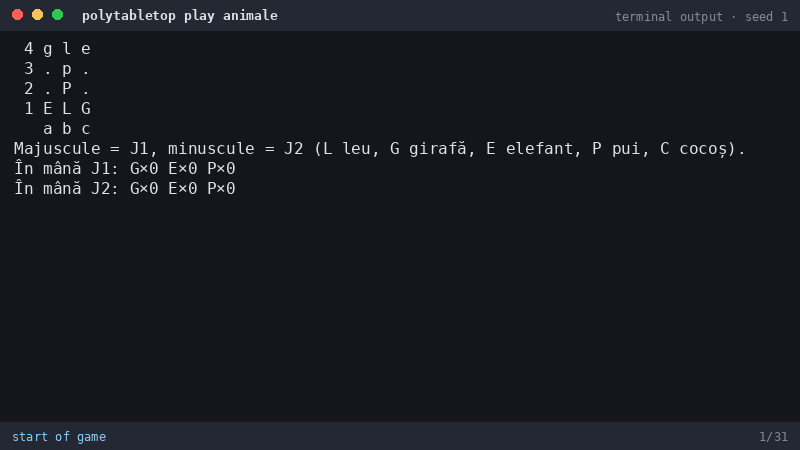 polytabletop play animale
terminal output · seed 1
4 g l e
3 . p .
2 . P .
1 E L G
a b c
Majuscule = J1, minuscule = J2 (L leu, G girafă, E elefant, P pui, C cocoș).
În mână J1: G×0 E×0 P×0
În mână J2: G×0 E×0 P×0
start of game
1/31